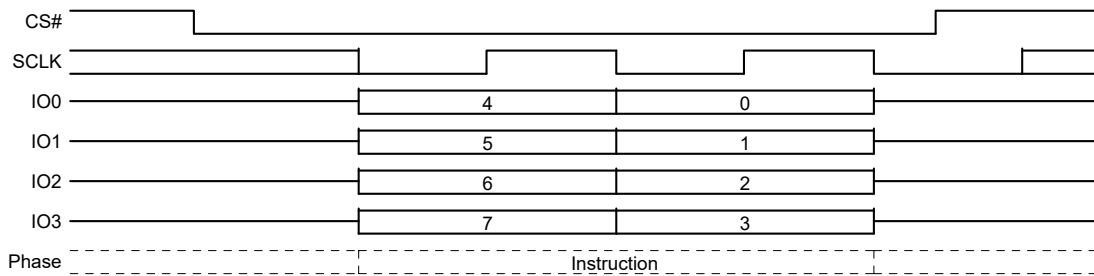 CS#
SCLK
IO0 4 0
IO1 5 1
IO2 6 2
IO3 7 3
Phase Instruction